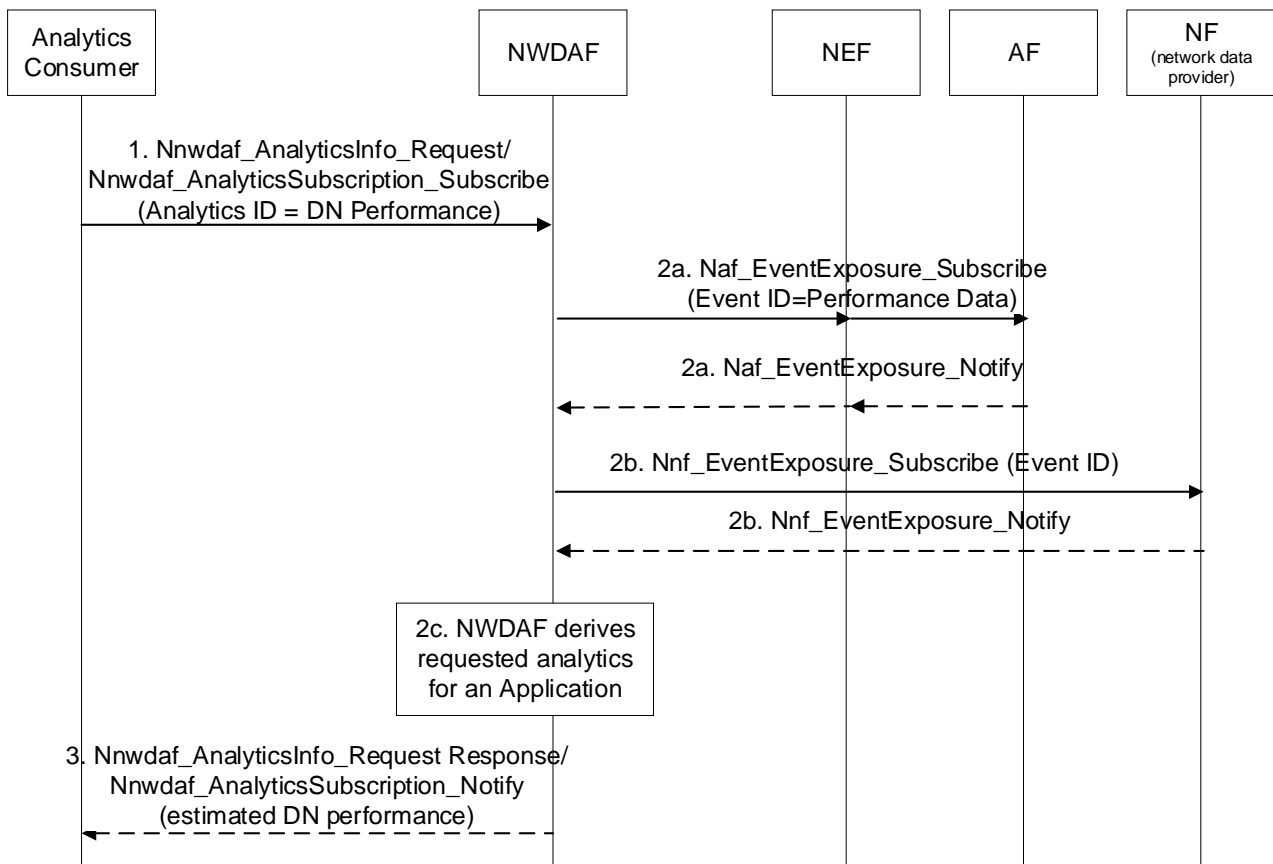 Analytics
Consumer
NWDAF
NEF
AF
NF
(network data
provider)
1. Nnwdaf_AnalyticsInfo_Request/
Nnwdaf_AnalyticsSubscription_Subscribe
(Analytics ID = DN Performance)
2a. Naf_EventExposure_Subscribe
(Event ID=Performance Data)
2a. Naf_EventExposure_Notify
2b. Nnf_EventExposure_Subscribe (Event ID)
2b. Nnf_EventExposure_Notify
2c. NWDAF derives
requested analytics
for an Application
3. Nnwdaf_AnalyticsInfo_Request Response/
Nnwdaf_AnalyticsSubscription_Notify
(estimated DN performance)